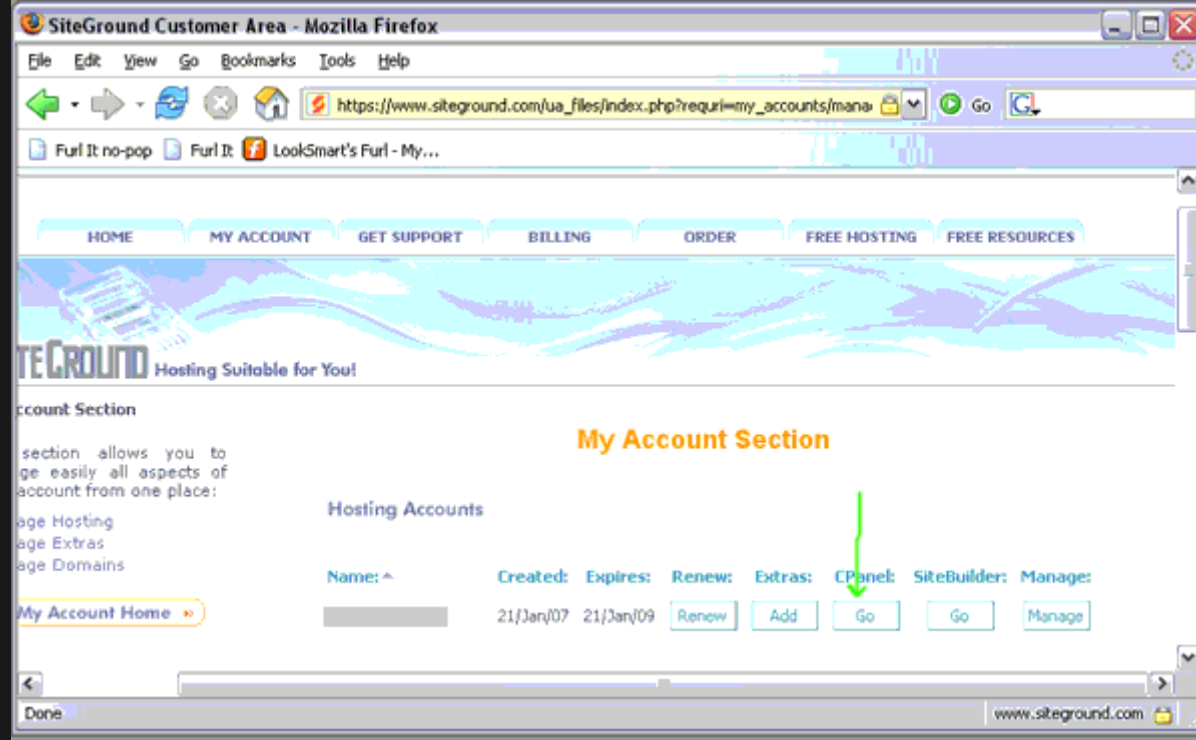 SiteGround Customer Area - Mozilla Firefox
File Edit View Go Bookmarks Tools Help
https://www.siteground.com/ua_files/index.php?requri=my_accounts/mana Go G
Furl It no-pop Furl It LookSmart's Furl - My...
HOME MY ACCOUNT GET SUPPORT BILLING ORDER FREE HOSTING FREE RESOURCES
TEGROUND Hosting Suitable for You!
ccount Section
My Account Section
section allows you to
ge easily all aspects of
account from one place:
Hosting Accounts
age Hosting
age Extras
age Domains
Name: Created: Expires: Renew: Extras: CPanel: SiteBuilder: Manage:
My Account Home »
21/Jan/07 21/Jan/09 Renew Add Go Go Manage
Done www.siteground.com